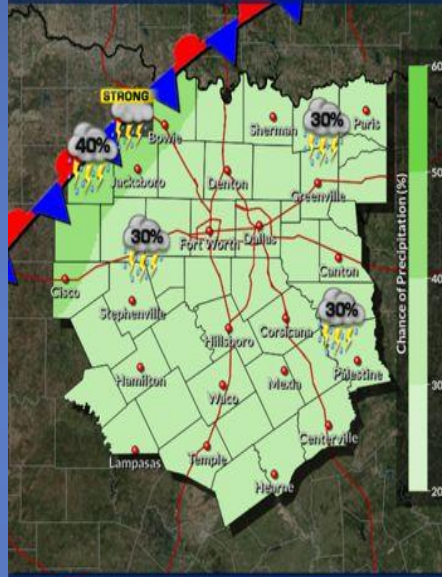 STRONG
Bowie
Sherman
30%
Paris
40%
Jacksboro
Denton
Greenville
30%
Fort Worth
Dallas
Canton
Cisco
Stephenville
Hillsboro
Corsicana
30%
Hamilton
Waco
Mexia
Palestine
Lampasas
Temple
Centerville
Hearne
60
50
40
30
20
Chance of Precipitation (%)